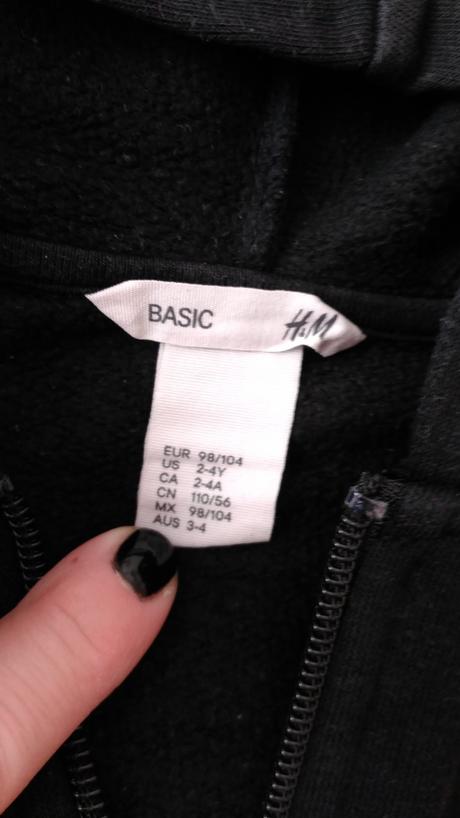 BASIC H&M
EUR 98/104
US 2-4Y
CA 2-4A
CN 110/56
MX 98/104
AUS 3-4